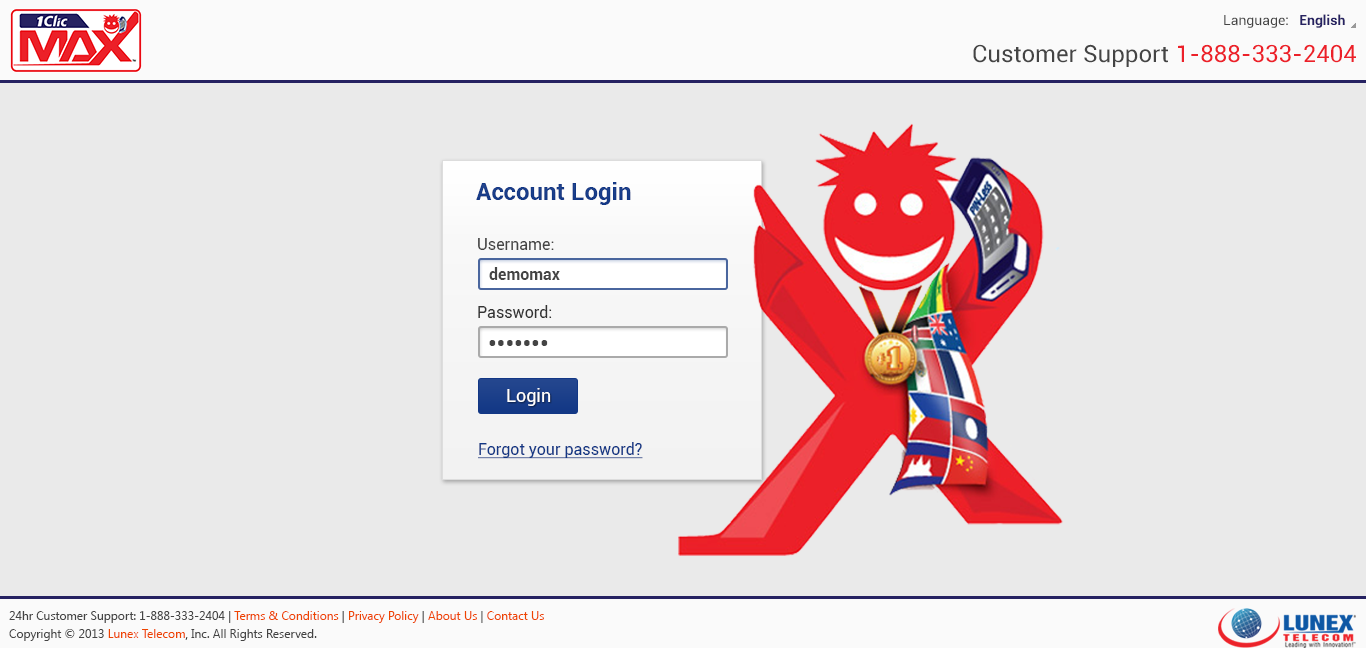 1Clic
MAX
Language: English
Customer Support 1-888-333-2404
Account Login
Username:
demomax
Password:
•••••••
Login
Forgot your password?
PIN-Less
#1
24hr Customer Support: 1-888-333-2404 | Terms & Conditions | Privacy Policy | About Us | Contact Us
Copyright © 2013 Lunex Telecom, Inc. All Rights Reserved.
LUNEX
TELECOM
Leading with Innovation!